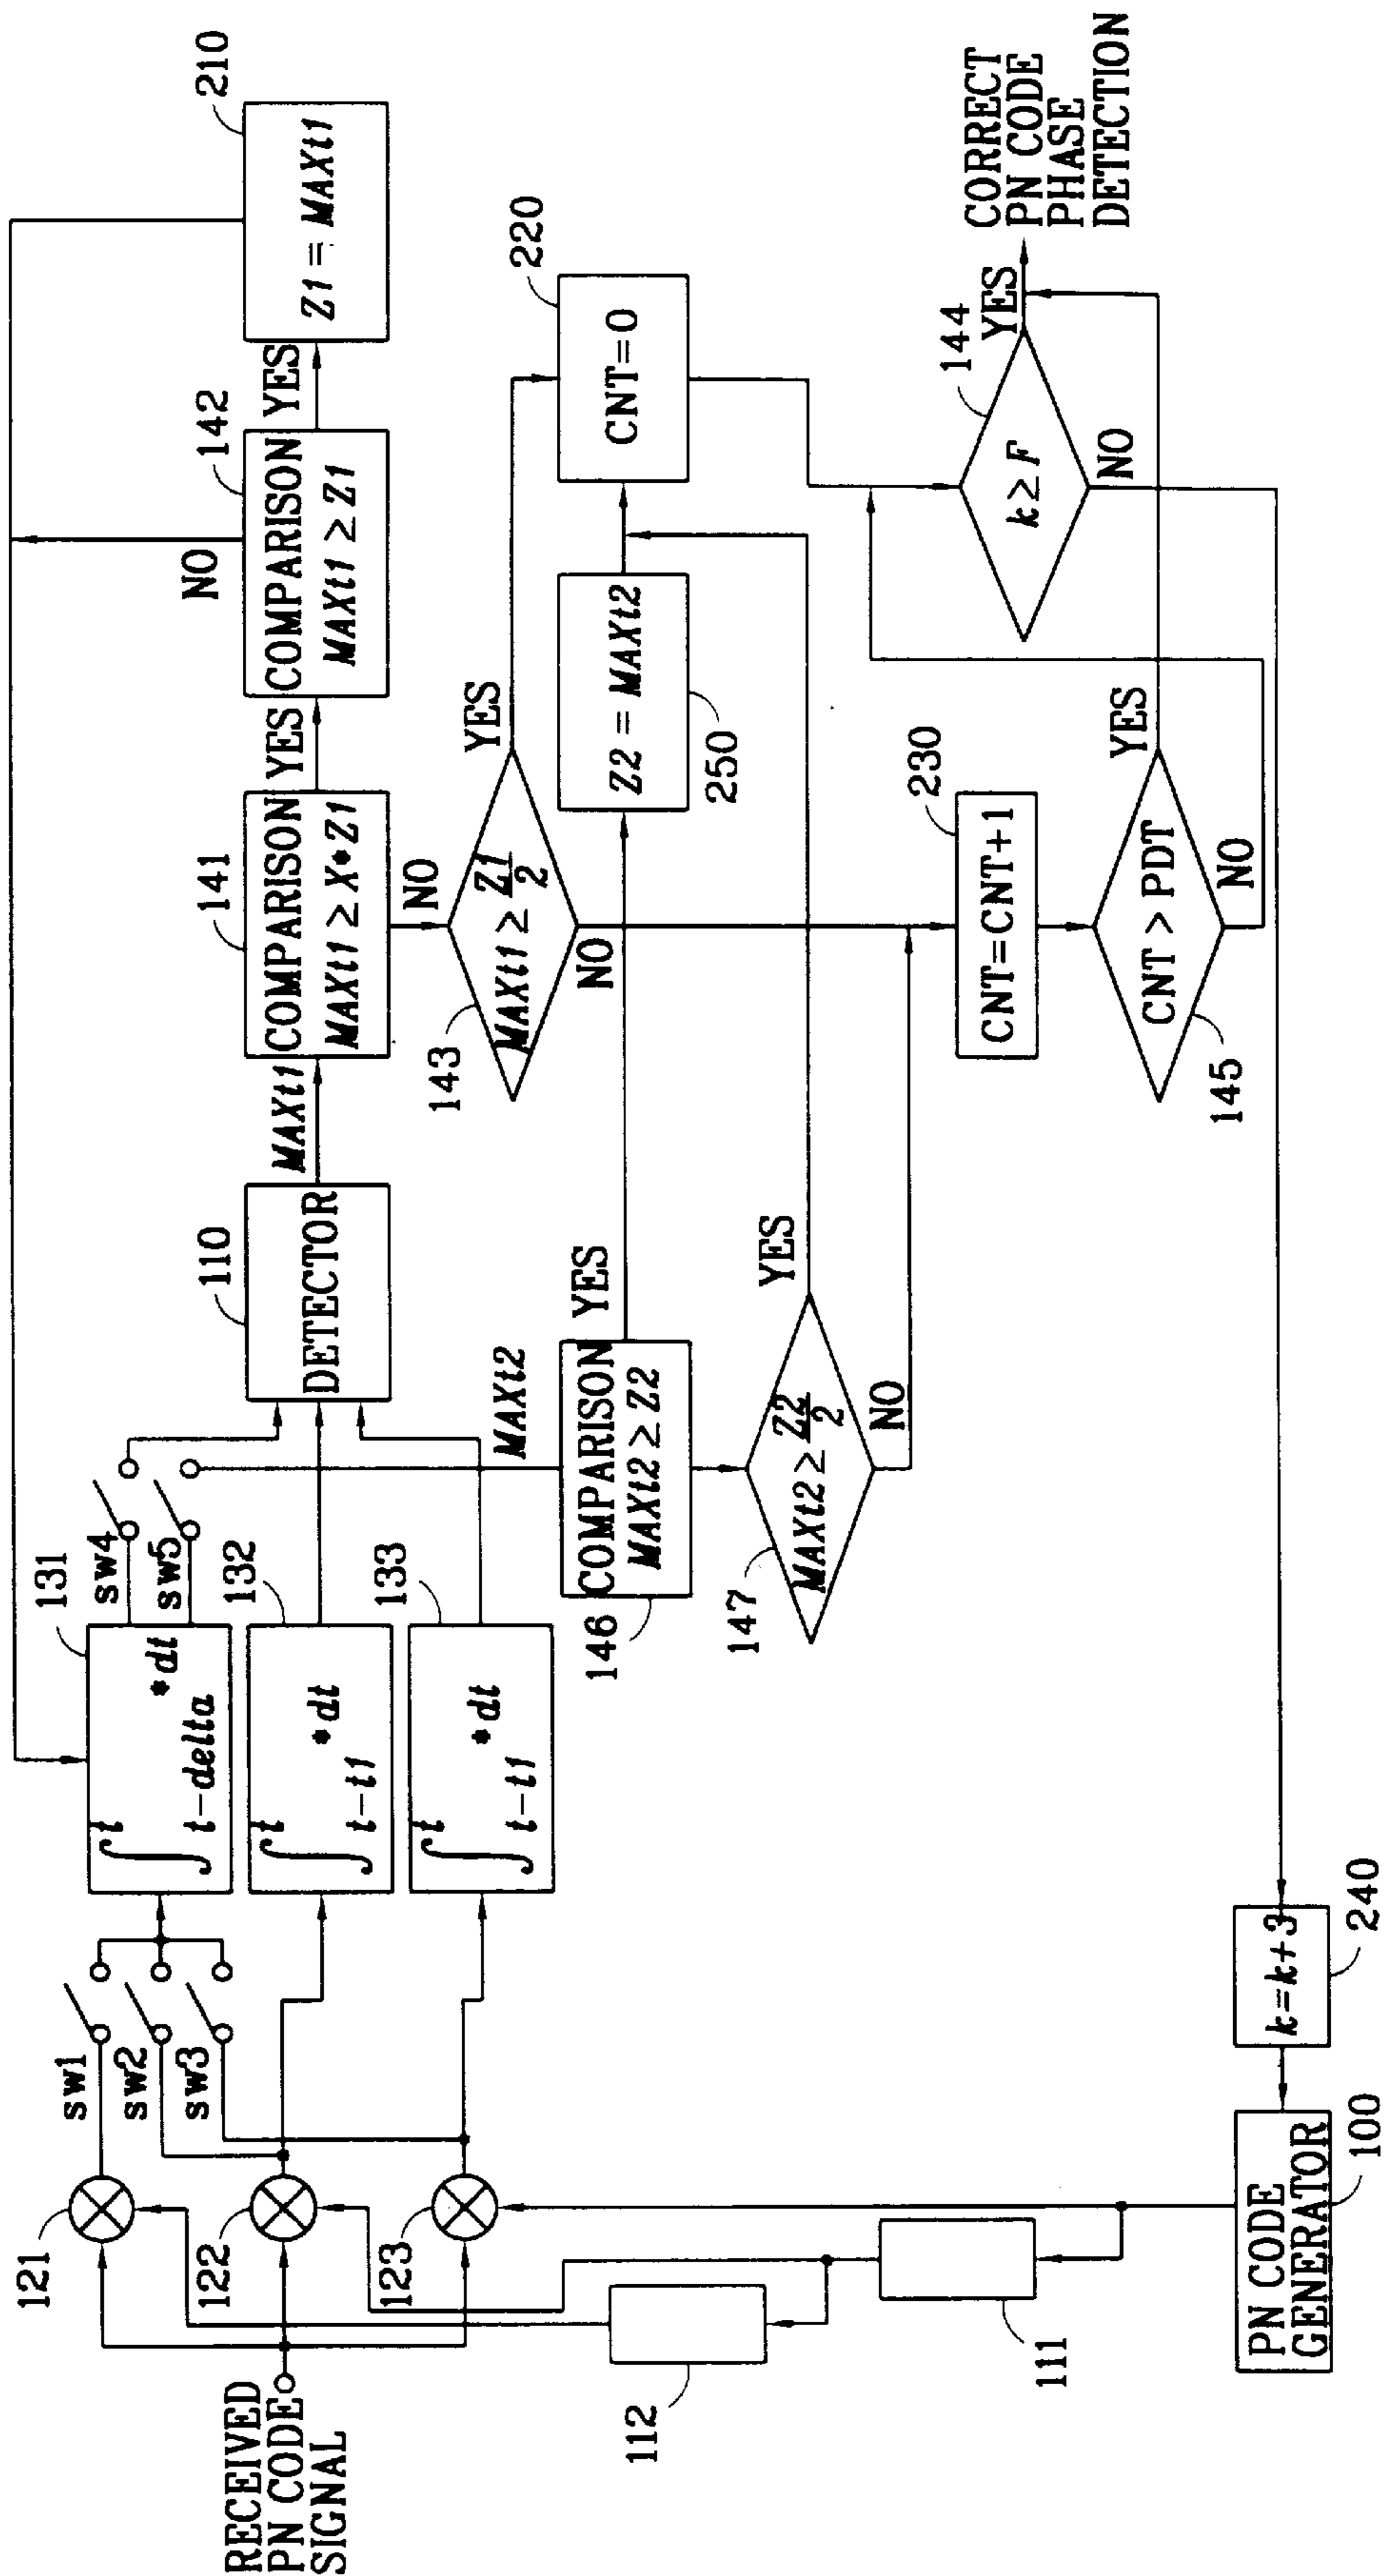 RECEIVED
PN CODE
SIGNAL
121
122
123
sw1
sw2
sw3
112
111
PN CODE
GENERATOR
100
k=k+3
240
131
∫t t-delta *dt
132
∫t t-t1 *dt
133
∫t t-t1 *dt
sw4
sw5
110
DETECTOR
MAXt1
MAXt2
141
COMPARISON
MAXt1 ≥ X*Z1
YES
NO
142
COMPARISON
MAXt1 ≥ Z1
YES
NO
210
Z1 = MAXt1
143
MAXt1 ≥ Z1/2
YES
NO
146
COMPARISON
MAXt2 ≥ Z2
YES
147
MAXt2 ≥ Z2/2
YES
NO
Z2 = MAXt2
250
220
CNT=0
230
CNT=CNT+1
CNT > PDT
145
YES
NO
144
k ≥ F
YES
NO
CORRECT
PN CODE
PHASE
DETECTION